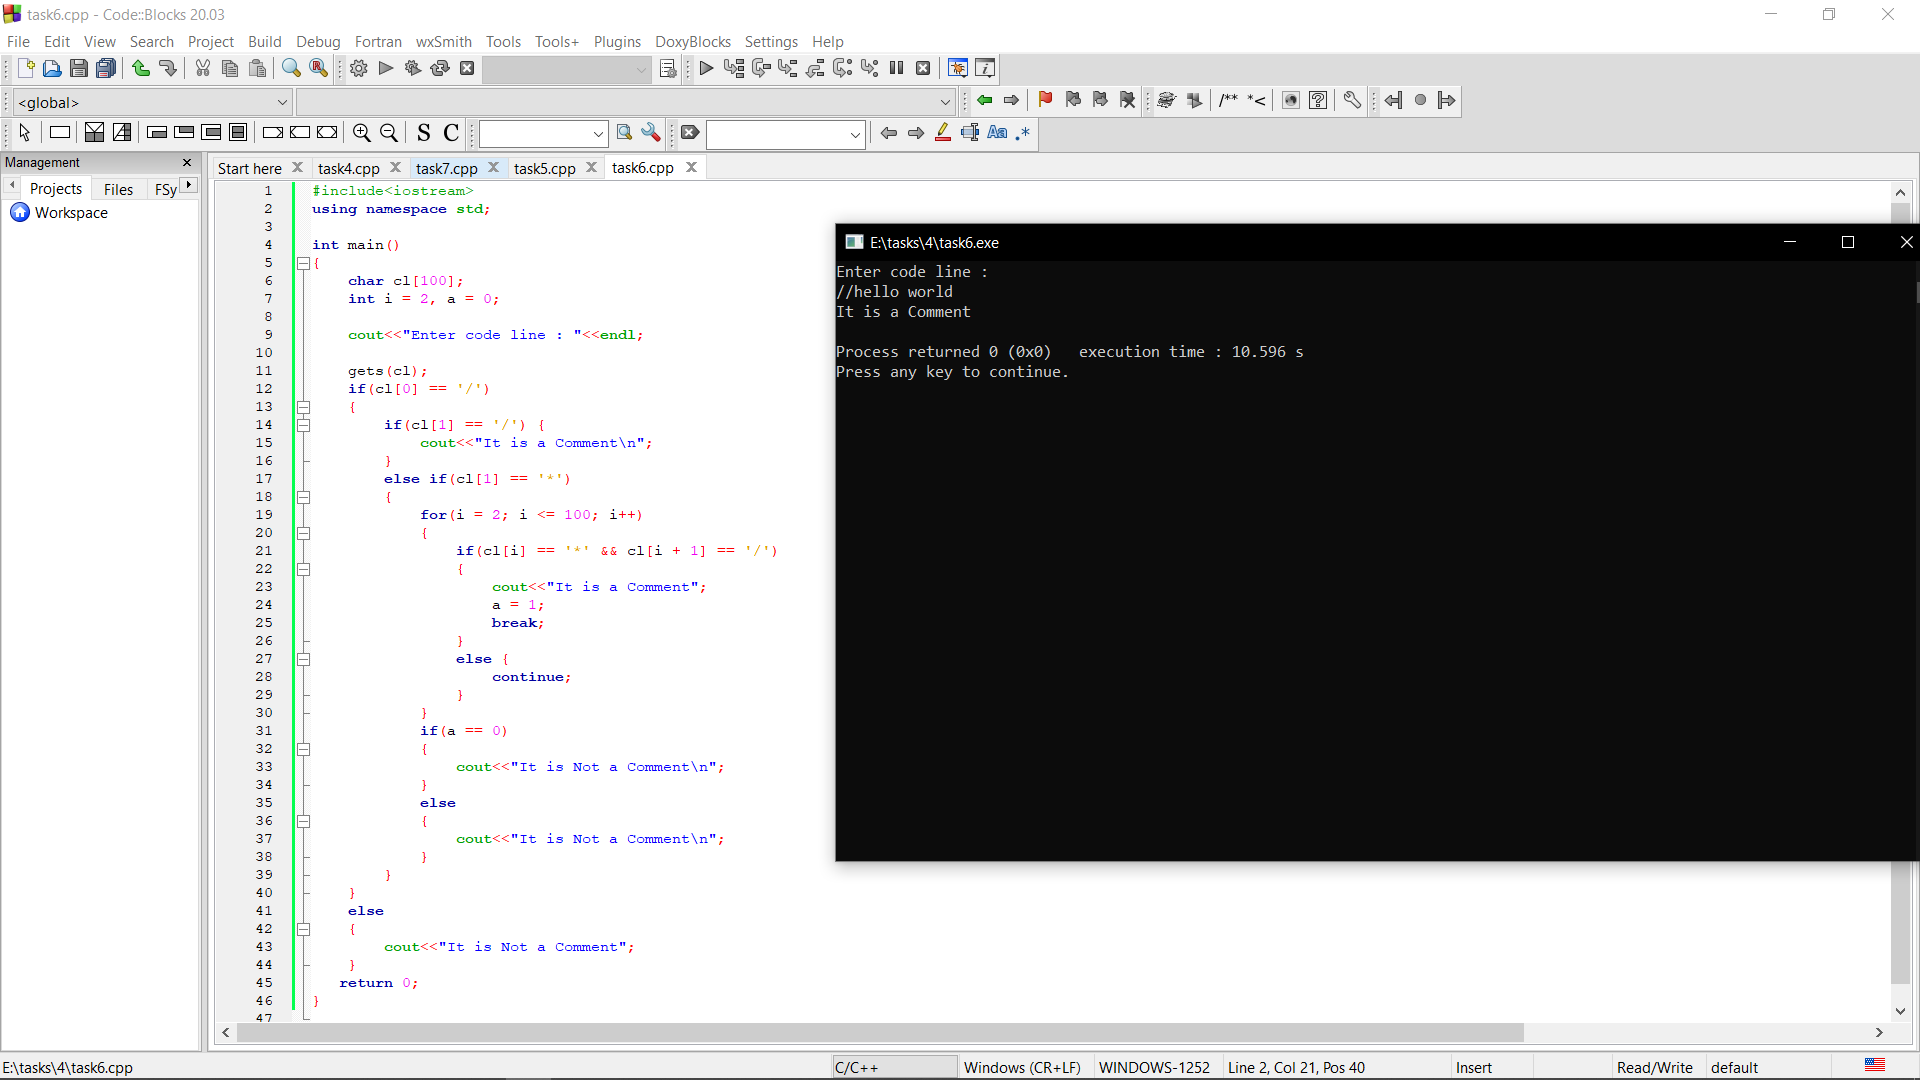 task6.cpp - Code::Blocks 20.03
File Edit View Search Project Build Debug Fortran wxSmith Tools Tools+ Plugins DoxyBlocks Settings Help
<global>
/** *<
S C
Aa .*
Management
Projects Files FSy
Workspace
Start here task4.cpp task7.cpp task5.cpp task6.cpp
1 #include<iostream>
2 using namespace std;
3
4 int main()
5 {
6 char cl[100];
7 int i = 2, a = 0;
8
9 cout<<"Enter code line : "<<endl;
10
11 gets(cl);
12 if(cl[0] == '/')
13 {
14 if(cl[1] == '/') {
15 cout<<"It is a Comment\n";
16 }
17 else if(cl[1] == '*')
18 {
19 for(i = 2; i <= 100; i++)
20 {
21 if(cl[i] == '*' && cl[i + 1] == '/')
22 {
23 cout<<"It is a Comment";
24 a = 1;
25 break;
26 }
27 else {
28 continue;
29 }
30 }
31 if(a == 0)
32 {
33 cout<<"It is Not a Comment\n";
34 }
35 else
36 {
37 cout<<"It is Not a Comment\n";
38 }
39 }
40 }
41 else
42 {
43 cout<<"It is Not a Comment";
44 }
45 return 0;
46 }
47
E:\tasks\4\task6.exe
Enter code line :
//hello world
It is a Comment
Process returned 0 (0x0) execution time : 10.596 s
Press any key to continue.
E:\tasks\4\task6.cpp C/C++ Windows (CR+LF) WINDOWS-1252 Line 2, Col 21, Pos 40 Insert Read/Write default